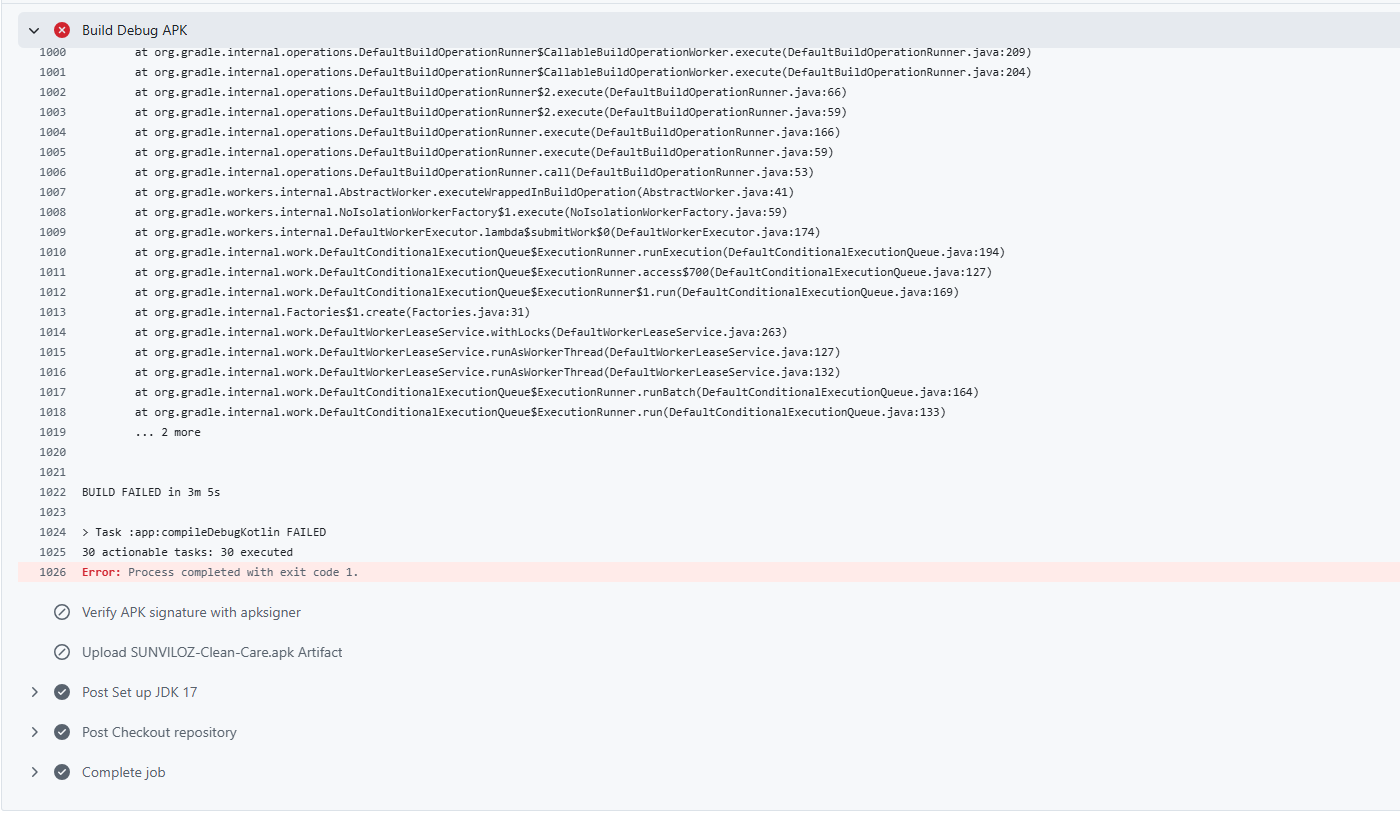 Build Debug APK
1000 at org.gradle.internal.operations.DefaultBuildOperationRunner$CallableBuildOperationWorker.execute(DefaultBuildOperationRunner.java:209)
1001 at org.gradle.internal.operations.DefaultBuildOperationRunner$CallableBuildOperationWorker.execute(DefaultBuildOperationRunner.java:204)
1002 at org.gradle.internal.operations.DefaultBuildOperationRunner$2.execute(DefaultBuildOperationRunner.java:66)
1003 at org.gradle.internal.operations.DefaultBuildOperationRunner$2.execute(DefaultBuildOperationRunner.java:59)
1004 at org.gradle.internal.operations.DefaultBuildOperationRunner.execute(DefaultBuildOperationRunner.java:166)
1005 at org.gradle.internal.operations.DefaultBuildOperationRunner.execute(DefaultBuildOperationRunner.java:59)
1006 at org.gradle.internal.operations.DefaultBuildOperationRunner.call(DefaultBuildOperationRunner.java:53)
1007 at org.gradle.workers.internal.AbstractWorker.executeWrappedInBuildOperation(AbstractWorker.java:41)
1008 at org.gradle.workers.internal.NoIsolationWorkerFactory$1.execute(NoIsolationWorkerFactory.java:59)
1009 at org.gradle.workers.internal.DefaultWorkerExecutor.lambda$submitWork$0(DefaultWorkerExecutor.java:174)
1010 at org.gradle.internal.work.DefaultConditionalExecutionQueue$ExecutionRunner.runExecution(DefaultConditionalExecutionQueue.java:194)
1011 at org.gradle.internal.work.DefaultConditionalExecutionQueue$ExecutionRunner.access$700(DefaultConditionalExecutionQueue.java:127)
1012 at org.gradle.internal.work.DefaultConditionalExecutionQueue$ExecutionRunner$1.run(DefaultConditionalExecutionQueue.java:169)
1013 at org.gradle.internal.Factories$1.create(Factories.java:31)
1014 at org.gradle.internal.work.DefaultWorkerLeaseService.withLocks(DefaultWorkerLeaseService.java:263)
1015 at org.gradle.internal.work.DefaultWorkerLeaseService.runAsWorkerThread(DefaultWorkerLeaseService.java:127)
1016 at org.gradle.internal.work.DefaultWorkerLeaseService.runAsWorkerThread(DefaultWorkerLeaseService.java:132)
1017 at org.gradle.internal.work.DefaultConditionalExecutionQueue$ExecutionRunner.runBatch(DefaultConditionalExecutionQueue.java:164)
1018 at org.gradle.internal.work.DefaultConditionalExecutionQueue$ExecutionRunner.run(DefaultConditionalExecutionQueue.java:133)
1019 ... 2 more
1020
1021
1022 BUILD FAILED in 3m 5s
1023
1024 > Task :app:compileDebugKotlin FAILED
1025 30 actionable tasks: 30 executed
1026 Error: Process completed with exit code 1.
Verify APK signature with apksigner
Upload SUNVILOZ-Clean-Care.apk Artifact
Post Set up JDK 17
Post Checkout repository
Complete job